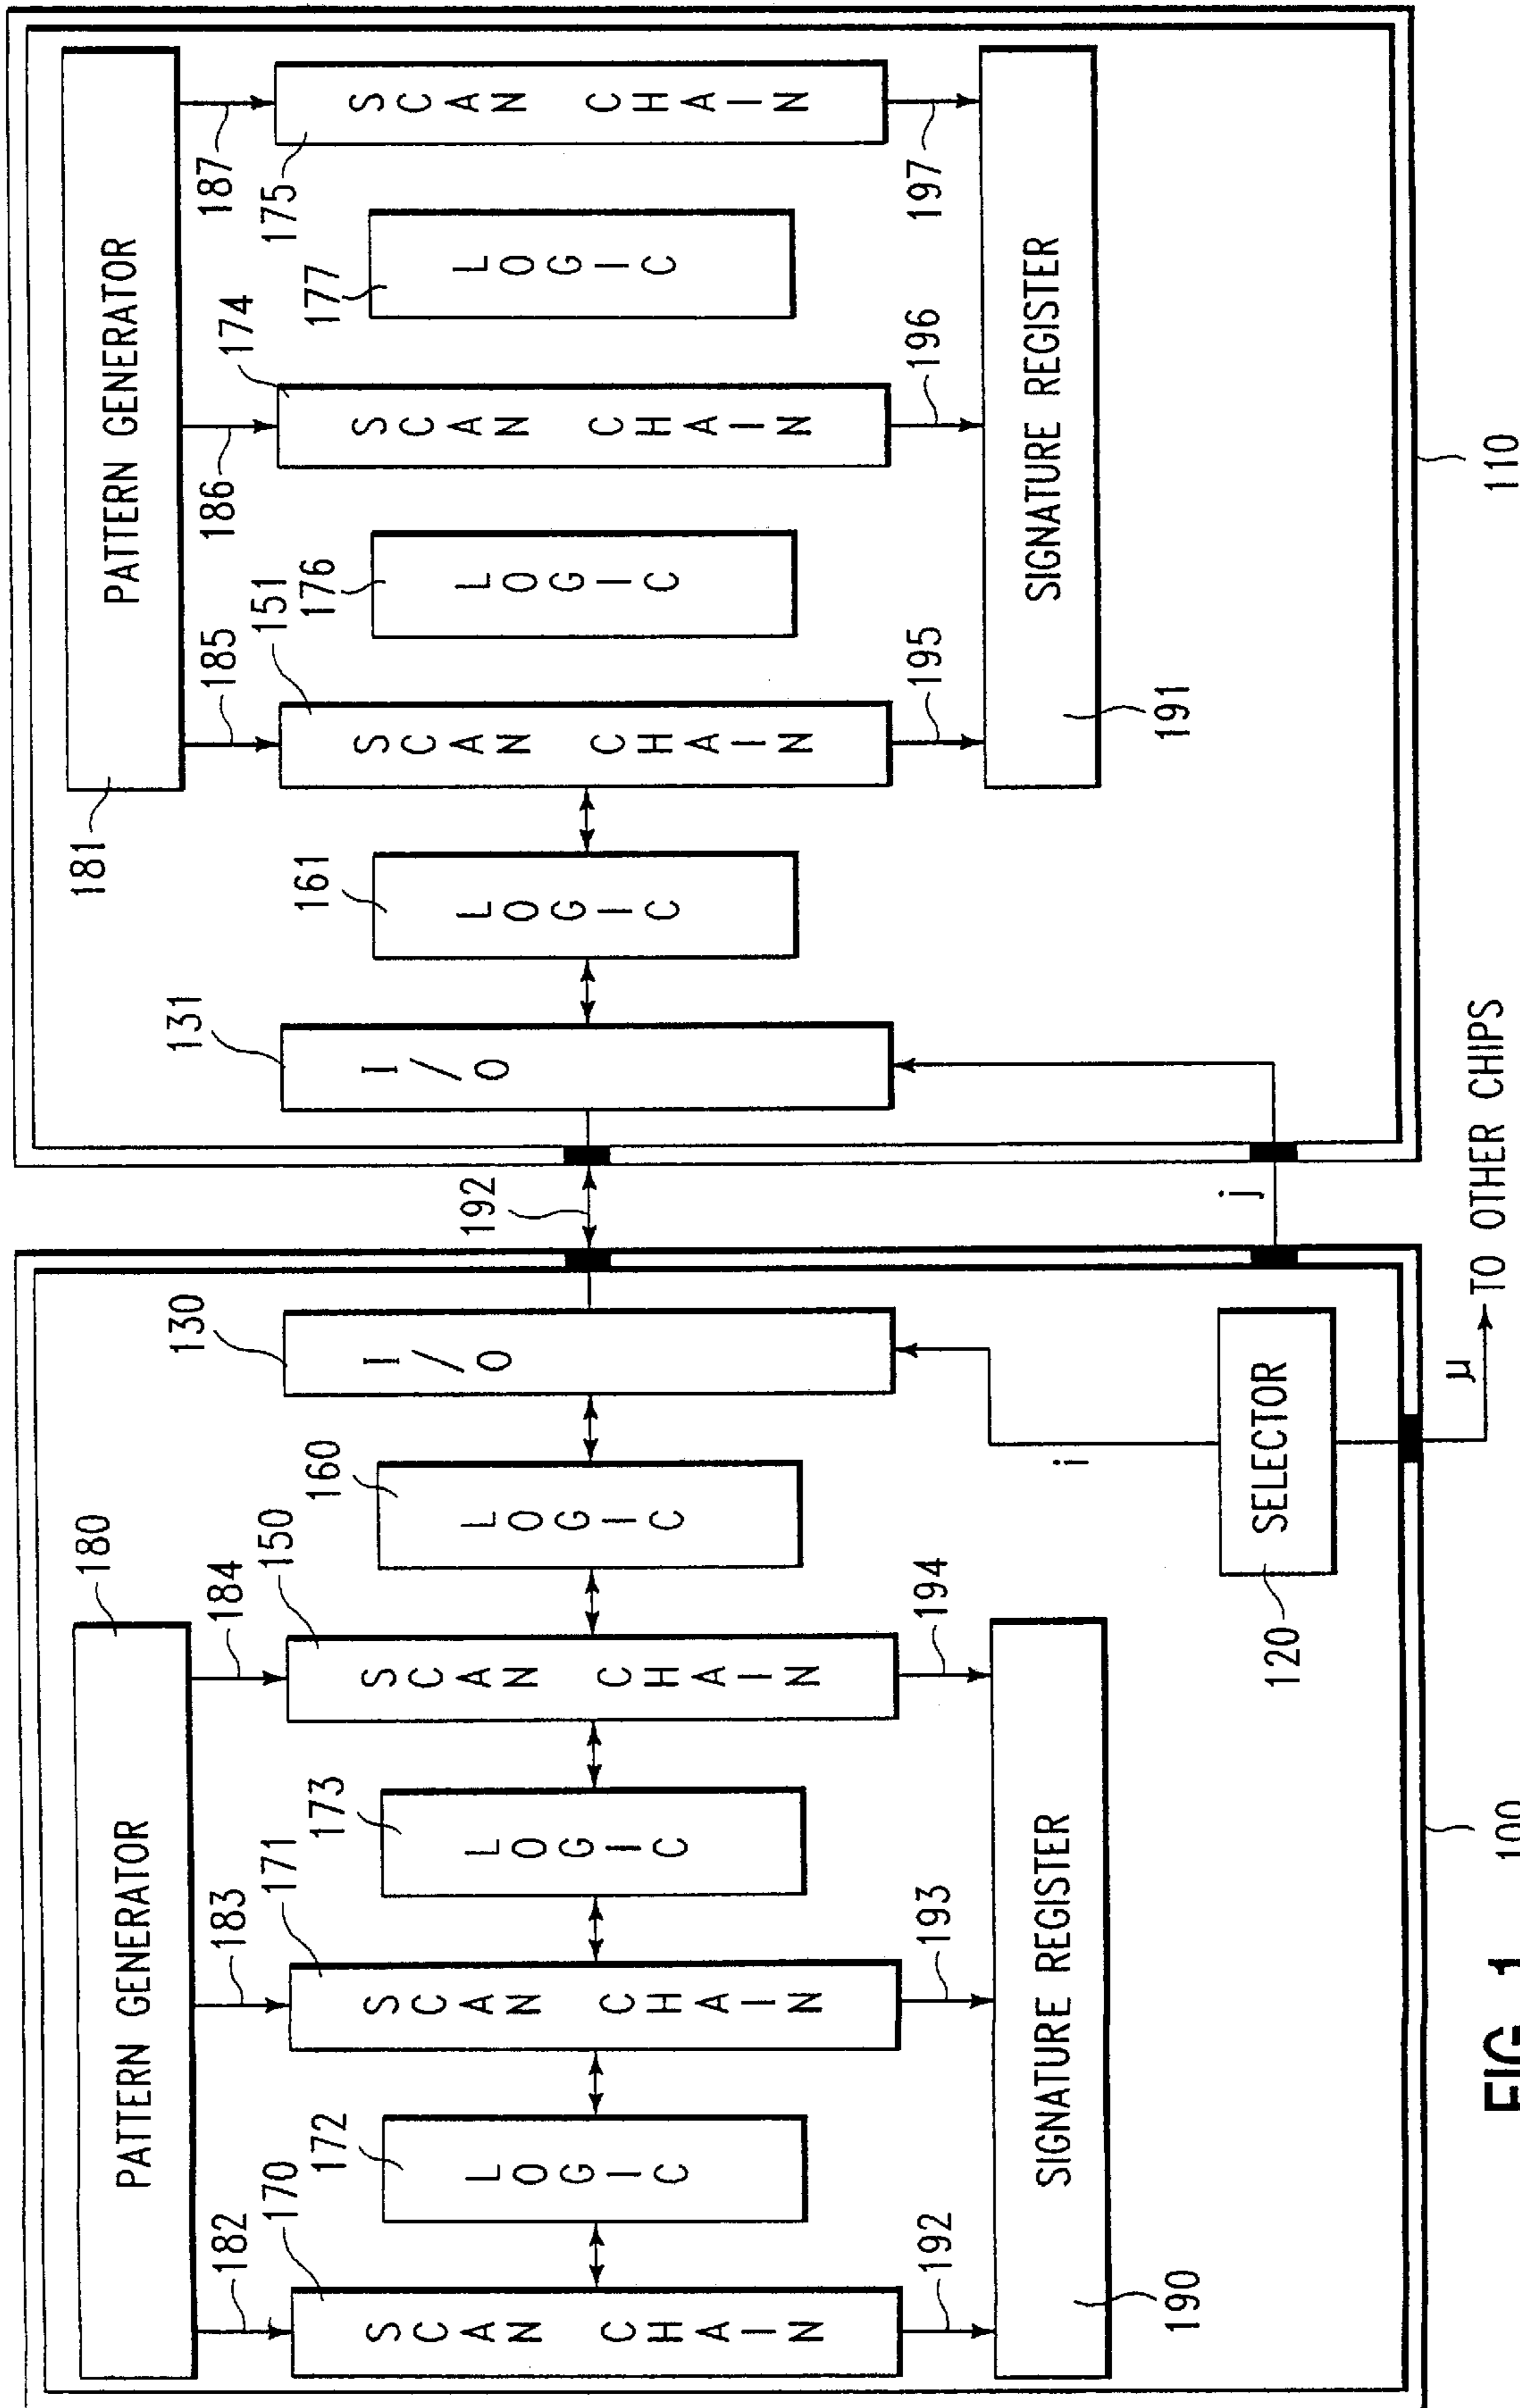 PATTERN GENERATOR
180
182
183
184
170
172
171
173
150
160
130
SCAN CHAIN
LOGIC
SCAN CHAIN
LOGIC
SCAN CHAIN
LOGIC
I/O
192
193
194
SIGNATURE REGISTER
190
SELECTOR
120
i
100
192
j
μ
TO OTHER CHIPS
PATTERN GENERATOR
181
185
186
187
131
161
151
176
174
177
175
I/O
LOGIC
SCAN CHAIN
LOGIC
SCAN CHAIN
LOGIC
SCAN CHAIN
195
196
197
SIGNATURE REGISTER
191
110
FIG. 1